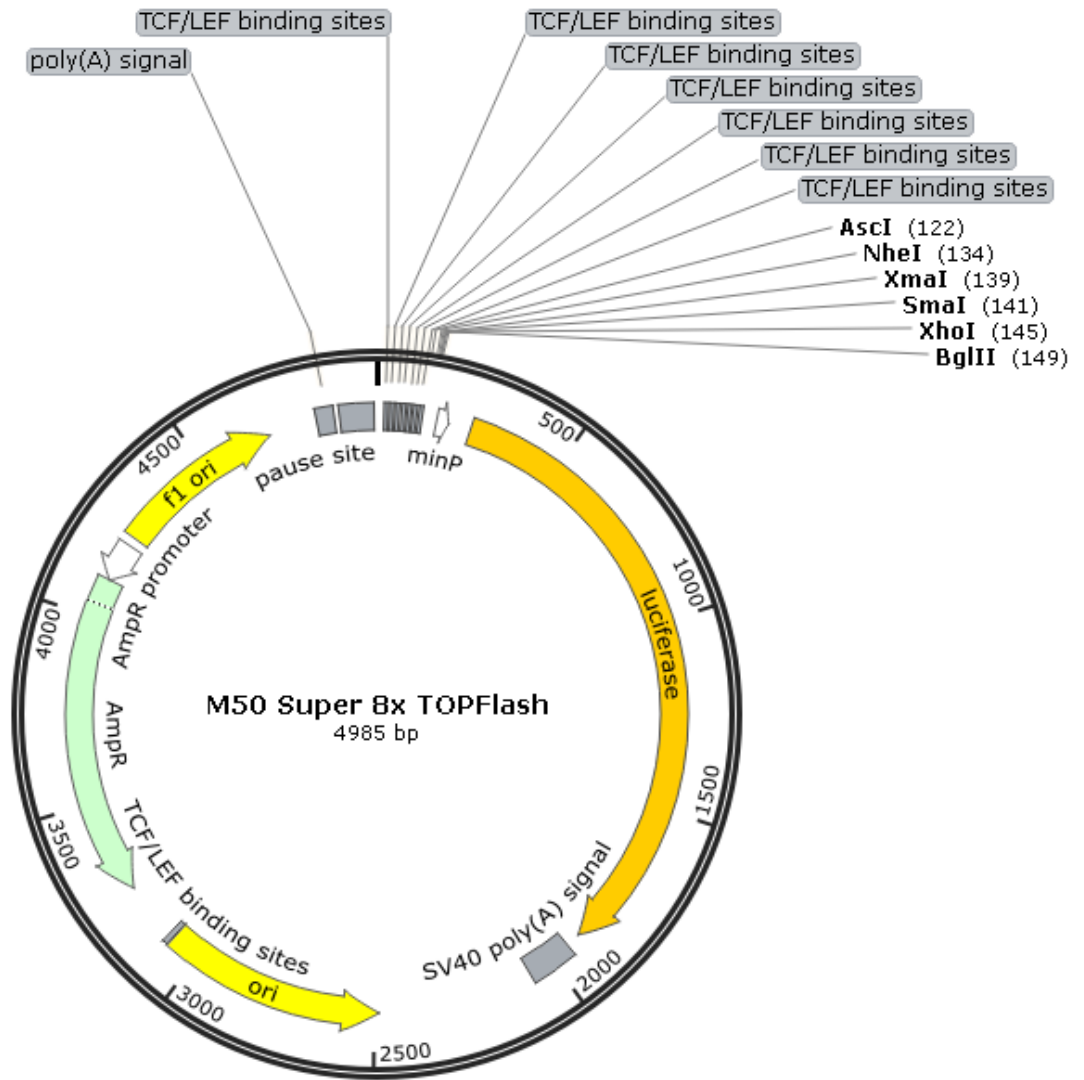 TCF/LEF binding sites
TCF/LEF binding sites
poly(A) signal
TCF/LEF binding sites
TCF/LEF binding sites
TCF/LEF binding sites
TCF/LEF binding sites
TCF/LEF binding sites
AscI (122)
NheI (134)
XmaI (139)
SmaI (141)
XhoI (145)
BglII (149)
500
1000
1500
2000
2500
3000
3500
4000
4500
pause site
minP
f1 ori
AmpR promoter
luciferase
M50 Super 8x TOPFlash
4985 bp
AmpR
TCF/LEF binding sites
SV40 poly(A) signal
ori